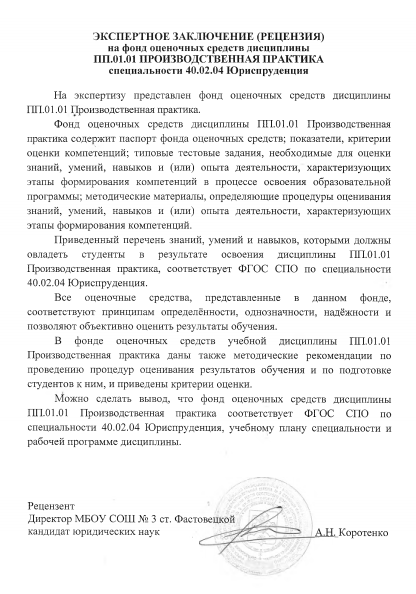 ЭКСПЕРТНОЕ ЗАКЛЮЧЕНИЕ (РЕЦЕНЗИЯ)
на фонд оценочных средств дисциплины
ПП.01.01 ПРОИЗВОДСТВЕННАЯ ПРАКТИКА
специальности 40.02.04 Юриспруденция
На экспертизу представлен фонд оценочных средств дисциплины
ПП.01.01 Производственная практика.
Фонд оценочных средств дисциплины ПП.01.01 Производственная
практика содержит паспорт фонда оценочных средств; показатели, критерии
оценки компетенций; типовые тестовые задания, необходимые для оценки
знаний, умений, навыков и (или) опыта деятельности, характеризующих
этапы формирования компетенций в процессе освоения образовательной
программы; методические материалы, определяющие процедуры оценивания
знаний, умений, навыков и (или) опыта деятельности, характеризующих
этапы формирования компетенций.
Приведенный перечень знаний, умений и навыков, которыми должны
овладеть студенты в результате освоения дисциплины ПП.01.01
Производственная практика, соответствует ФГОС СПО по специальности
40.02.04 Юриспруденция.
Все оценочные средства, представленные в данном фонде,
соответствуют принципам определённости, однозначности, надёжности и
позволяют объективно оценить результаты обучения.
В фонде оценочных средств учебной дисциплины ПП.01.01
Производственная практика даны также методические рекомендации по
проведению процедур оценивания результатов обучения и по подготовке
студентов к ним, и приведены критерии оценки.
Можно сделать вывод, что фонд оценочных средств дисциплины
ПП.01.01 Производственная практика соответствует ФГОС СПО по
специальности 40.02.04 Юриспруденция, учебному плану специальности и
рабочей программе дисциплины.
Рецензент
Директор МБОУ СОШ № 3 ст. Фастовецкой
кандидат юридических наук А.Н. Коротенко